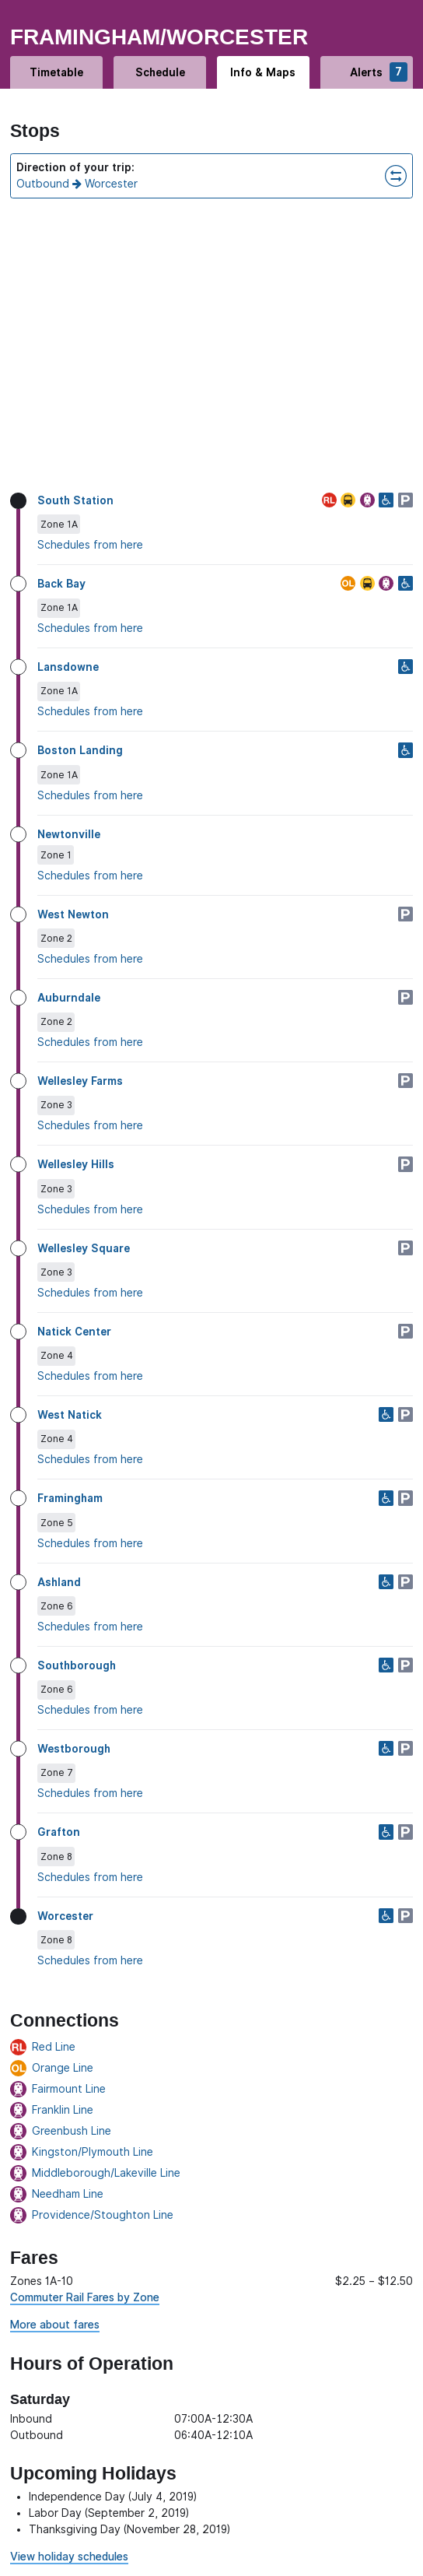 FRAMINGHAM/WORCESTER
Timetable
Schedule
Info & Maps
Alerts 7
Stops
Direction of your trip:
Outbound → Worcester
South Station RL P
Zone 1A
Schedules from here
Back Bay OL
Zone 1A
Schedules from here
Lansdowne
Zone 1A
Schedules from here
Boston Landing
Zone 1A
Schedules from here
Newtonville
Zone 1
Schedules from here
West Newton P
Zone 2
Schedules from here
Auburndale P
Zone 2
Schedules from here
Wellesley Farms P
Zone 3
Schedules from here
Wellesley Hills P
Zone 3
Schedules from here
Wellesley Square P
Zone 3
Schedules from here
Natick Center P
Zone 4
Schedules from here
West Natick P
Zone 4
Schedules from here
Framingham P
Zone 5
Schedules from here
Ashland P
Zone 6
Schedules from here
Southborough P
Zone 6
Schedules from here
Westborough P
Zone 7
Schedules from here
Grafton P
Zone 8
Schedules from here
Worcester P
Zone 8
Schedules from here
Connections
RL Red Line
OL Orange Line
Fairmount Line
Franklin Line
Greenbush Line
Kingston/Plymouth Line
Middleborough/Lakeville Line
Needham Line
Providence/Stoughton Line
Fares
Zones 1A-10 $2.25 – $12.50
Commuter Rail Fares by Zone
More about fares
Hours of Operation
Saturday
Inbound 07:00A-12:30A
Outbound 06:40A-12:10A
Upcoming Holidays
• Independence Day (July 4, 2019)
• Labor Day (September 2, 2019)
• Thanksgiving Day (November 28, 2019)
View holiday schedules